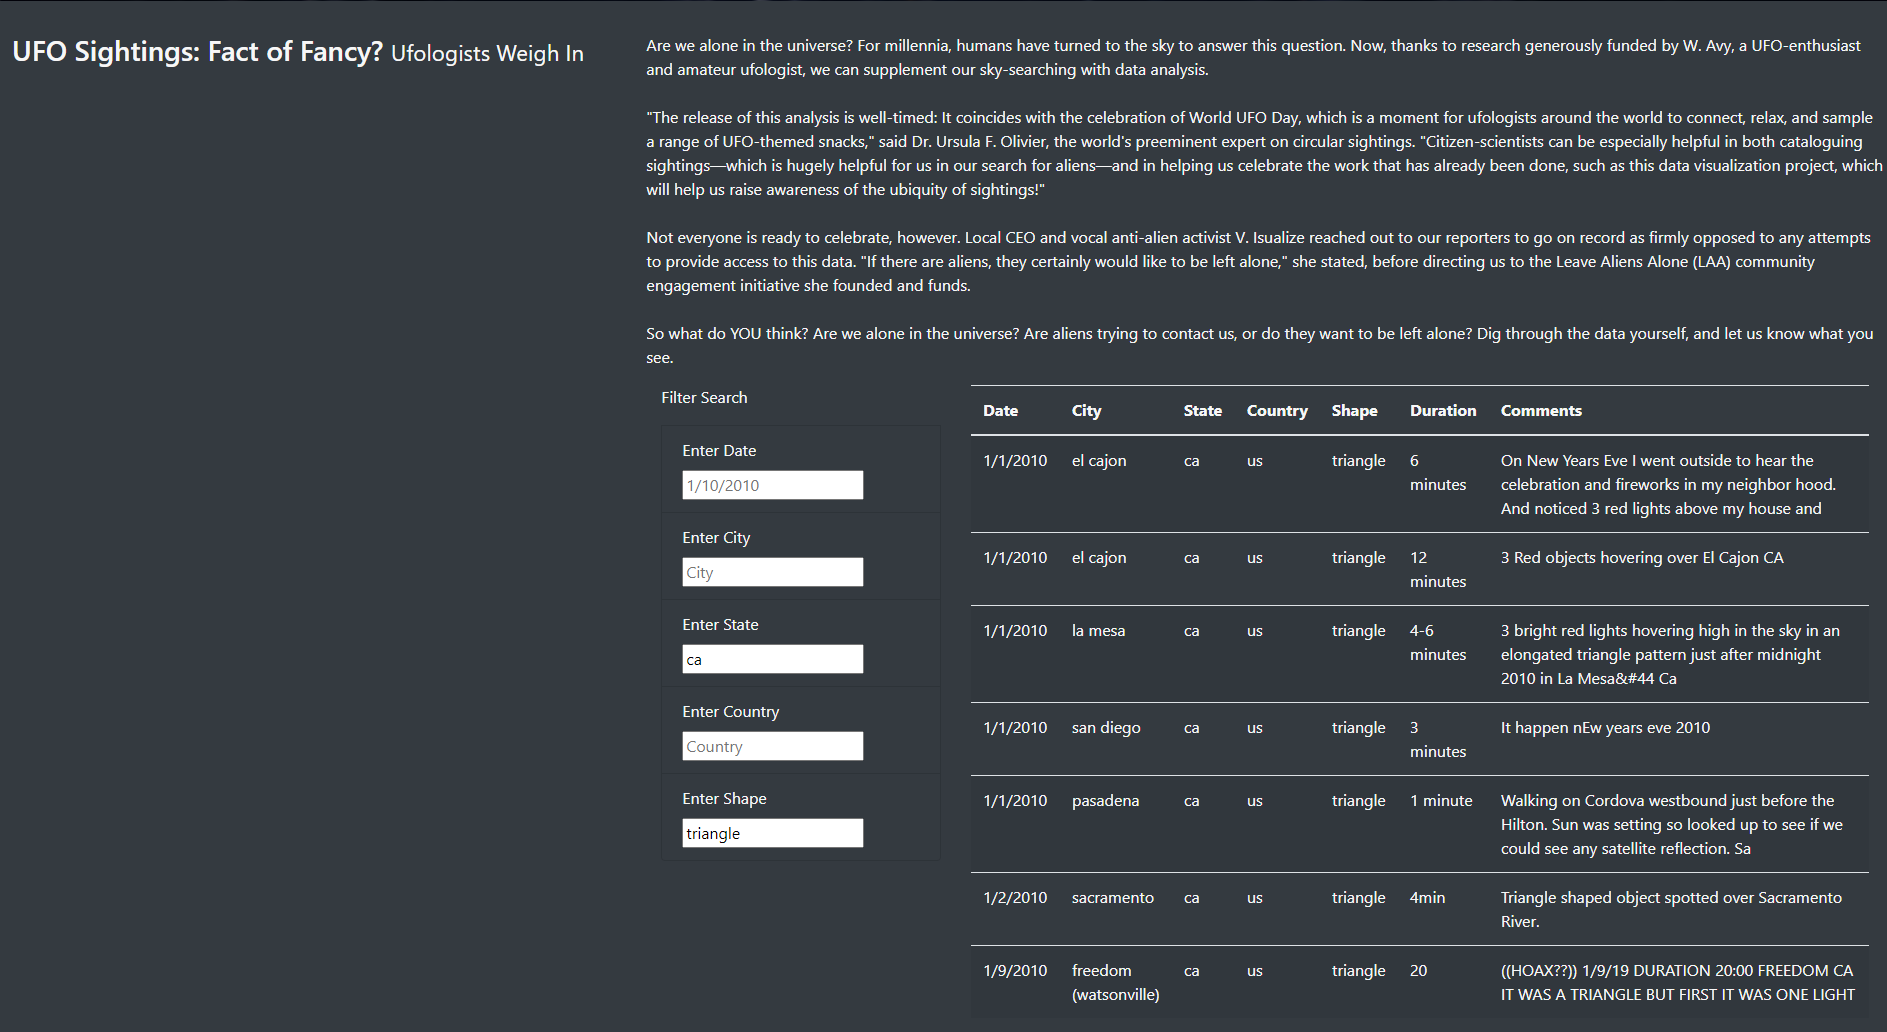 UFO Sightings: Fact of Fancy? Ufologists Weigh In
Are we alone in the universe? For millennia, humans have turned to the sky to answer this question. Now, thanks to research generously funded by W. Avy, a UFO-enthusiast
and amateur ufologist, we can supplement our sky-searching with data analysis.
"The release of this analysis is well-timed: It coincides with the celebration of World UFO Day, which is a moment for ufologists around the world to connect, relax, and sample
a range of UFO-themed snacks," said Dr. Ursula F. Olivier, the world's preeminent expert on circular sightings. "Citizen-scientists can be especially helpful in both cataloguing
sightings—which is hugely helpful for us in our search for aliens—and in helping us celebrate the work that has already been done, such as this data visualization project, which
will help us raise awareness of the ubiquity of sightings!"
Not everyone is ready to celebrate, however. Local CEO and vocal anti-alien activist V. Isualize reached out to our reporters to go on record as firmly opposed to any attempts
to provide access to this data. "If there are aliens, they certainly would like to be left alone," she stated, before directing us to the Leave Aliens Alone (LAA) community
engagement initiative she founded and funds.
So what do YOU think? Are we alone in the universe? Are aliens trying to contact us, or do they want to be left alone? Dig through the data yourself, and let us know what you
see.
Filter Search
Enter Date
1/10/2010
Enter City
City
Enter State
ca
Enter Country
Country
Enter Shape
triangle
Date City State Country Shape Duration Comments
1/1/2010 el cajon ca us triangle 6 On New Years Eve I went outside to hear the
minutes celebration and fireworks in my neighbor hood.
And noticed 3 red lights above my house and
1/1/2010 el cajon ca us triangle 12 3 Red objects hovering over El Cajon CA
minutes
1/1/2010 la mesa ca us triangle 4-6 3 bright red lights hovering high in the sky in an
minutes elongated triangle pattern just after midnight
2010 in La Mesa&#44 Ca
1/1/2010 san diego ca us triangle 3 It happen nEw years eve 2010
minutes
1/1/2010 pasadena ca us triangle 1 minute Walking on Cordova westbound just before the
Hilton. Sun was setting so looked up to see if we
could see any satellite reflection. Sa
1/2/2010 sacramento ca us triangle 4min Triangle shaped object spotted over Sacramento
River.
1/9/2010 freedom ca us triangle 20 ((HOAX??)) 1/9/19 DURATION 20:00 FREEDOM CA
(watsonville) IT WAS A TRIANGLE BUT FIRST IT WAS ONE LIGHT